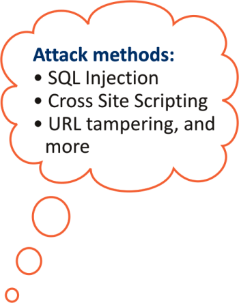 Attack methods:
• SQL Injection
• Cross Site Scripting
• URL tampering, and
more